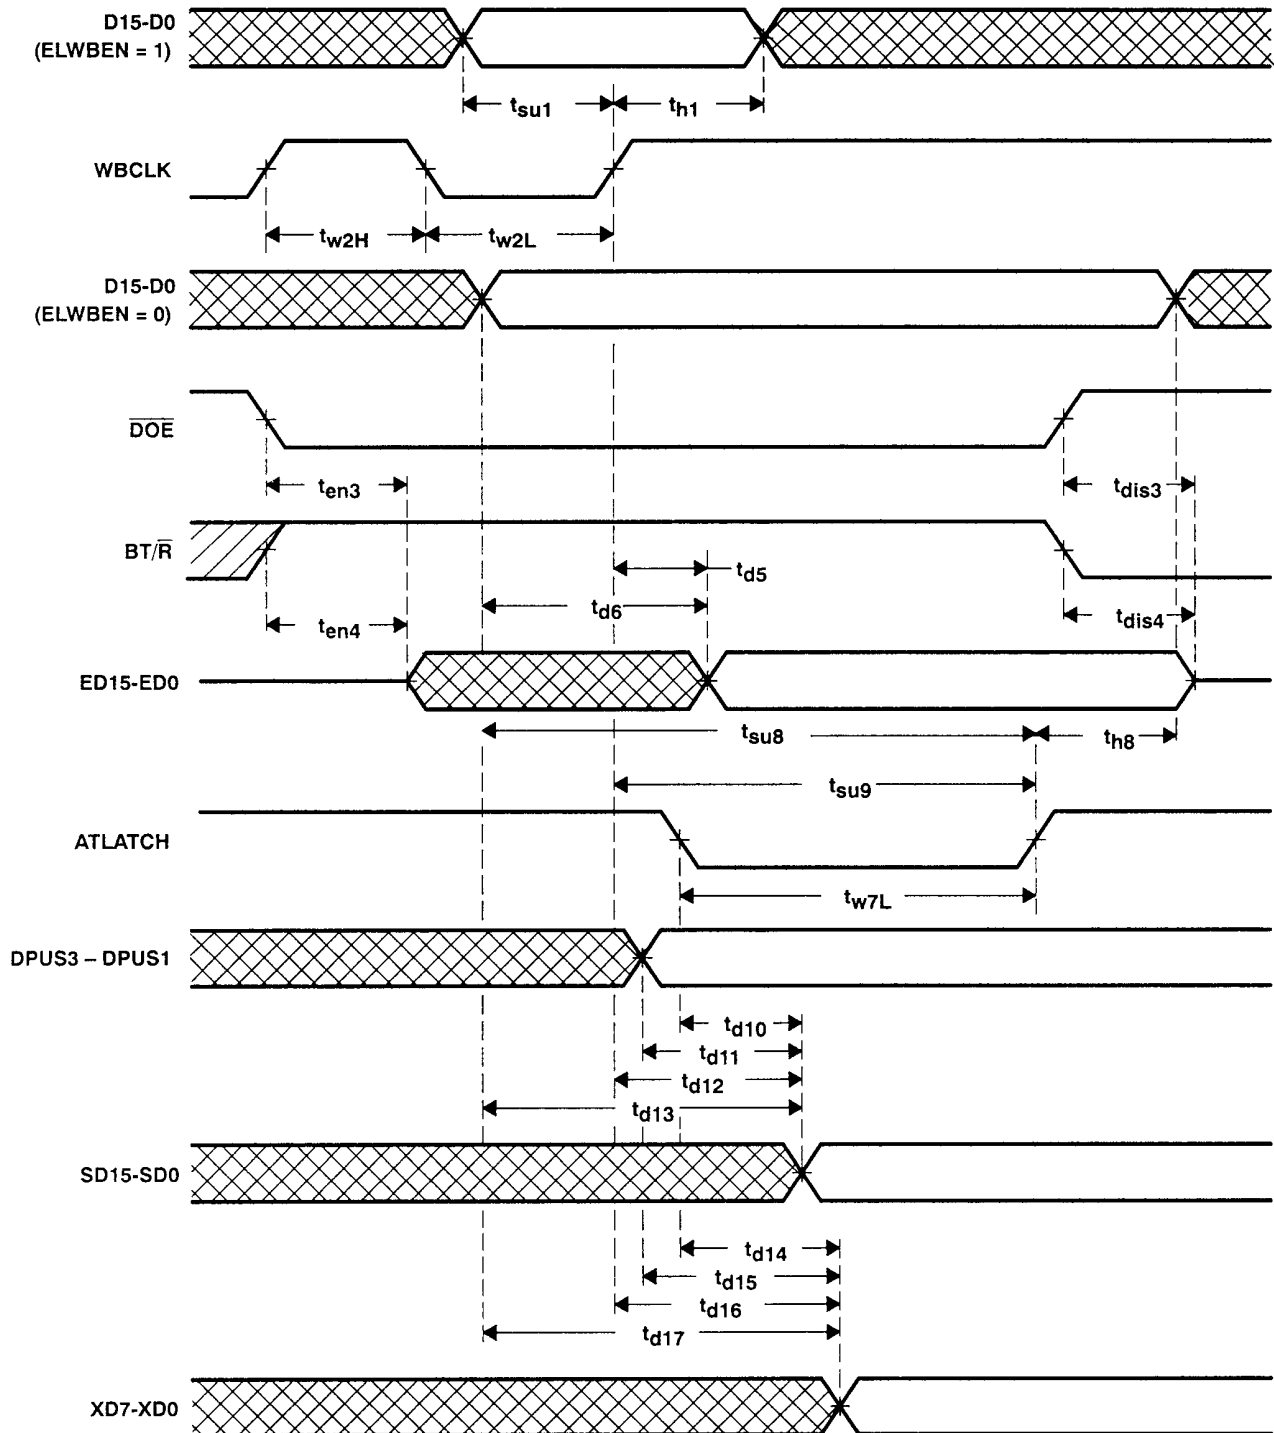 D15-D0
(ELWBEN = 1)
tsu1
th1
WBCLK
tw2H
tw2L
D15-D0
(ELWBEN = 0)
DOE
ten3
tdis3
BT/R
td5
td6
ten4
tdis4
ED15-ED0
tsu8
th8
tsu9
ATLATCH
tw7L
DPUS3 – DPUS1
td10
td11
td12
td13
SD15-SD0
td14
td15
td16
td17
XD7-XD0